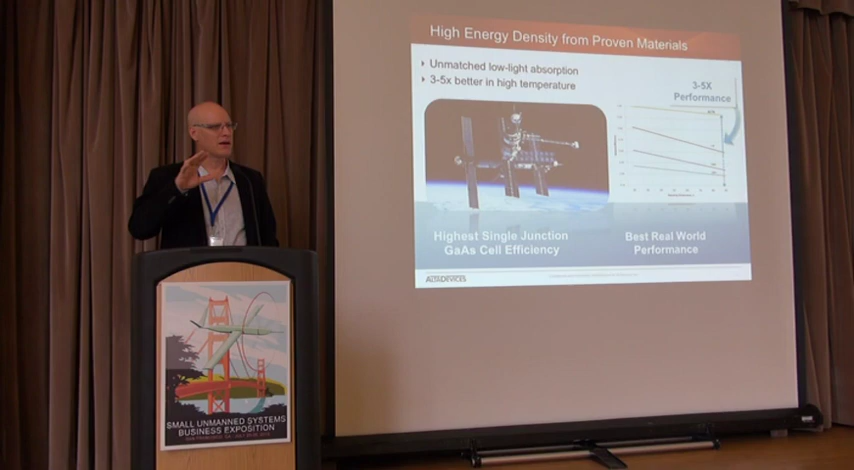 High Energy Density from Proven Materials
Unmatched low-light absorption
3-5x better in high temperature
3-5X
Performance
Highest Single Junction
GaAs Cell Efficiency
Best Real World
Performance
ALTADEVICES
SMALL UNMANNED SYSTEMS
BUSINESS EXPOSITION